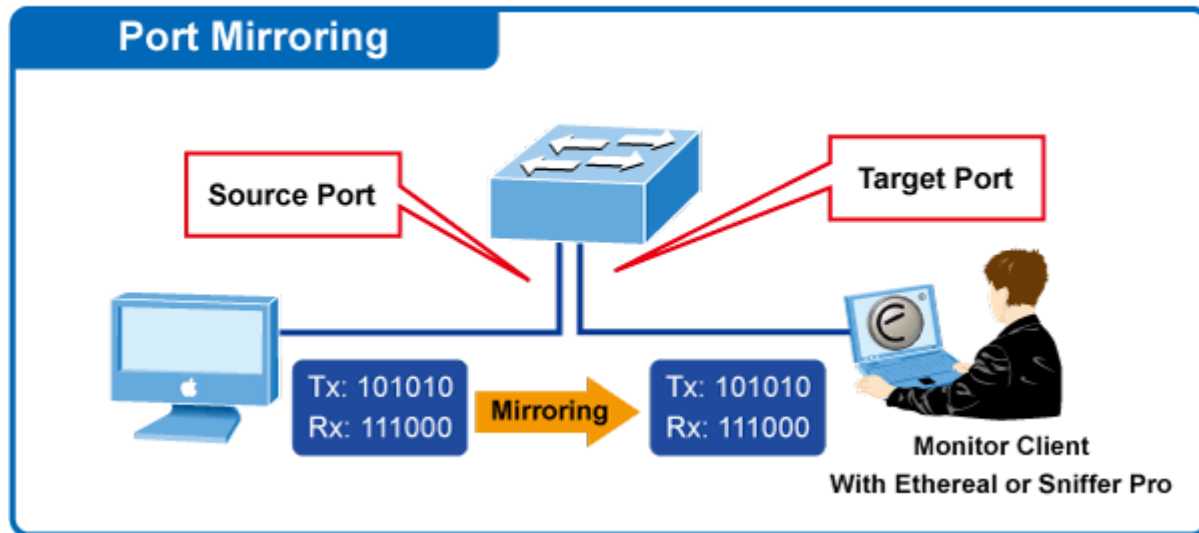 Port Mirroring
Source Port
Target Port
Tx: 101010
Rx: 111000
Mirroring
Tx: 101010
Rx: 111000
Monitor Client
With Ethereal or Sniffer Pro